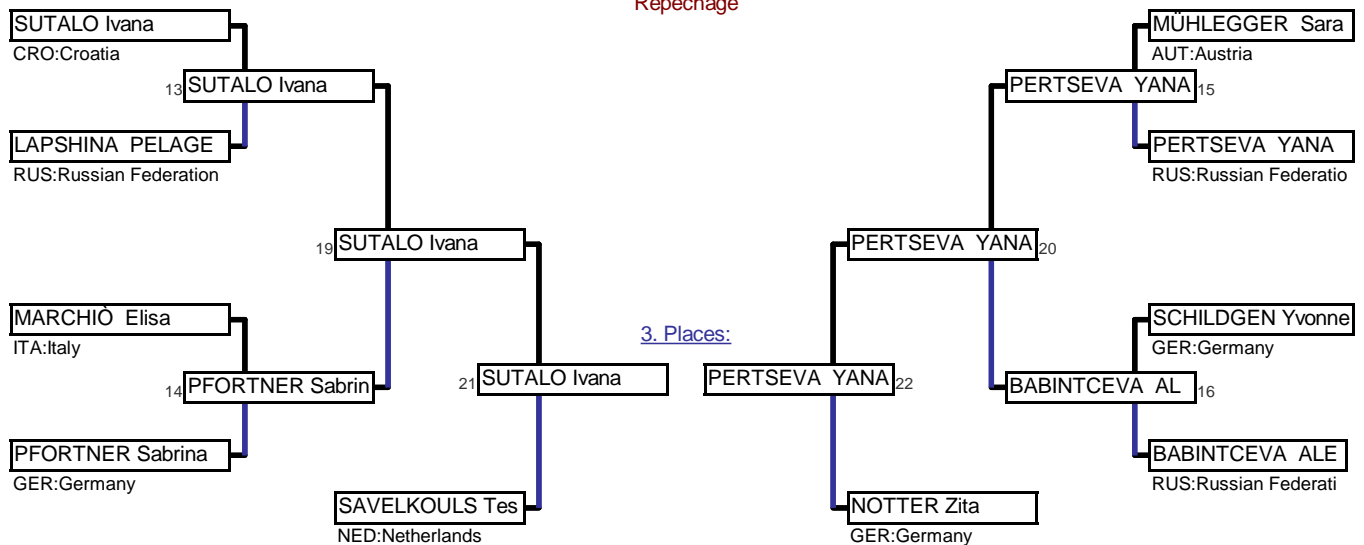 Repechage
SUTALO Ivana
CRO:Croatia
13 SUTALO Ivana
LAPSHINA PELAGE
RUS:Russian Federation
19 SUTALO Ivana
MARCHIÒ Elisa
ITA:Italy
14 PFORTNER Sabrin
PFORTNER Sabrina
GER:Germany
21 SUTALO Ivana
SAVELKOULS Tes
NED:Netherlands
3. Places:
MÜHLEGGER Sara
AUT:Austria
PERTSEVA YANA 15
PERTSEVA YANA
RUS:Russian Federatio
PERTSEVA YANA 20
SCHILDGEN Yvonne
GER:Germany
BABINTCEVA AL 16
BABINTCEVA ALE
RUS:Russian Federati
PERTSEVA YANA 22
NOTTER Zita
GER:Germany